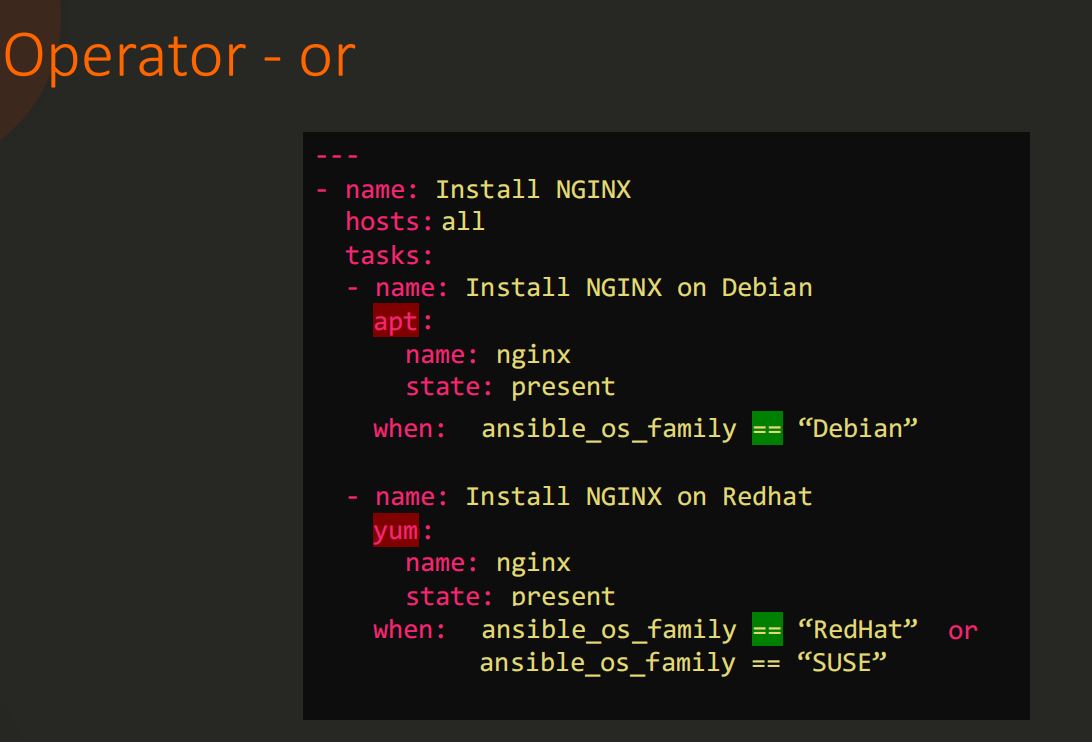 Operator - or
---
- name: Install NGINX
  hosts: all
  tasks:
  - name: Install NGINX on Debian
    apt:
      name: nginx
      state: present
    when: ansible_os_family == “Debian”
  - name: Install NGINX on Redhat
    yum:
      name: nginx
      state: present
    when: ansible_os_family == “RedHat” or
          ansible_os_family == “SUSE”